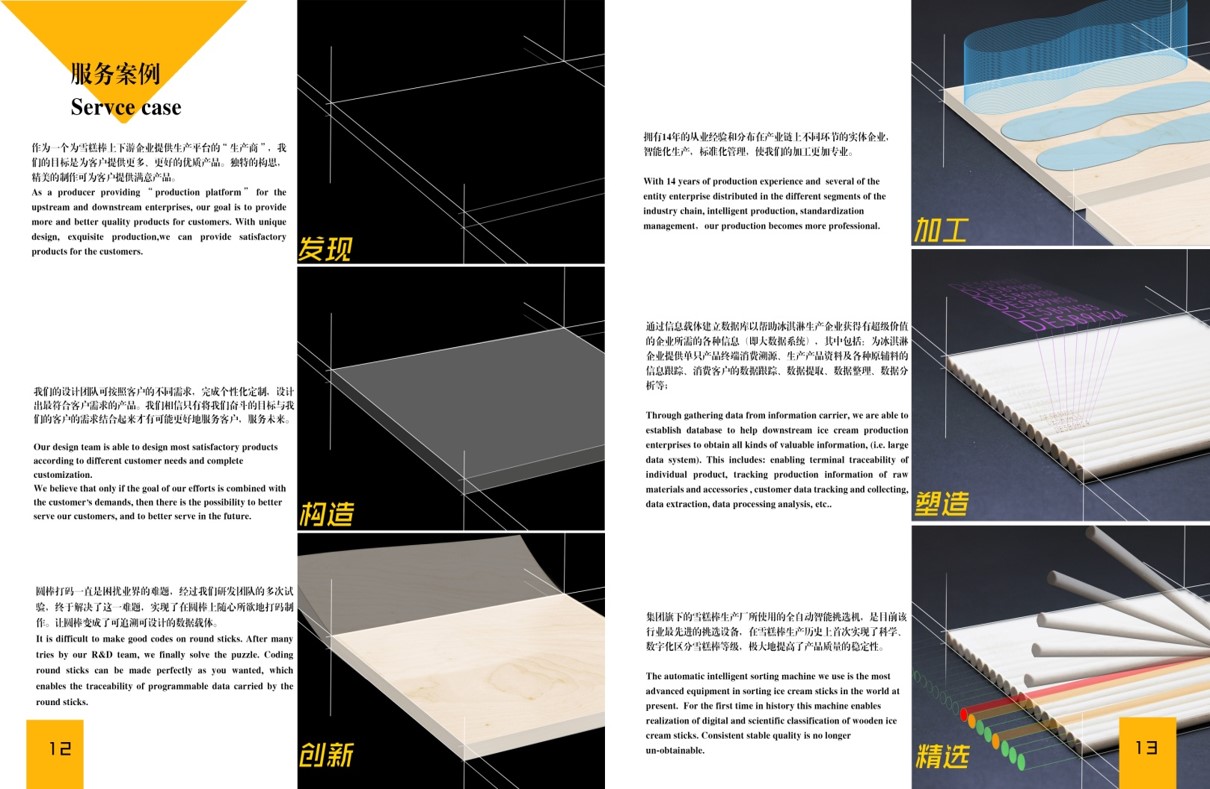 服务案例
Servce case
作为一个为雪糕棒上下游企业提供生产平台的“生产商”，我
们的目标是为客户提供更多、更好的优质产品。独特的构思，
精美的制作可为客户提供满意产品。
As a producer providing “production platform” for the
upstream and downstream enterprises, our goal is to provide
more and better quality products for customers. With unique
design, exquisite production,we can provide satisfactory
products for the customers.
发现
我们的设计团队可按照客户的不同需求，完成个性化定制，设计
出最符合客户需求的产品。我们相信只有将我们奋斗的目标与我
们的客户的需求结合起来才有可能更好地服务客户，服务未来。
Our design team is able to design most satisfactory products
according to different customer needs and complete
customization.
We believe that only if the goal of our efforts is combined with
the customer's demands, then there is the possibility to better
serve our customers, and to better serve in the future.
构造
圆棒打码一直是困扰业界的难题，经过我们研发团队的多次试
验，终于解决了这一难题，实现了在圆棒上随心所欲地打码制
作。让圆棒变成了可追溯可设计的数据载体。
It is difficult to make good codes on round sticks. After many
tries by our R&D team, we finally solve the puzzle. Coding
round sticks can be made perfectly as you wanted, which
enables the traceability of programmable data carried by the
round sticks.
创新
12
拥有14年的从业经验和分布在产业链上不同环节的实体企业，
智能化生产，标准化管理，使我们的加工更加专业。
With 14 years of production experience and several of the
entity enterprise distributed in the different segments of the
industry chain, intelligent production, standardization
management，our production becomes more professional.
加工
通过信息载体建立数据库以帮助冰淇淋生产企业获得有超级价值
的企业所需的各种信息（即大数据系统），其中包括：为冰淇淋
企业提供单只产品终端消费溯源、生产产品资料及各种原辅料的
信息跟踪、消费客户的数据跟踪、数据提取、数据整理、数据分
析等；
Through gathering data from information carrier, we are able to
establish database to help downstream ice cream production
enterprises to obtain all kinds of valuable information, (i.e. large
data system). This includes: enabling terminal traceability of
individual product, tracking production information of raw
materials and accessories , customer data tracking and collecting,
data extraction, data processing analysis, etc..
DE589N24
塑造
集团旗下的雪糕棒生产厂所使用的全自动智能挑选机，是目前该
行业最先进的挑选设备，在雪糕棒生产历史上首次实现了科学、
数字化区分雪糕棒等级，极大地提高了产品质量的稳定性。
The automatic intelligent sorting machine we use is the most
advanced equipment in sorting ice cream sticks in the world at
present. For the first time in history this machine enables
realization of digital and scientific classification of wooden ice
cream sticks. Consistent stable quality is no longer
un-obtainable.
精选
13